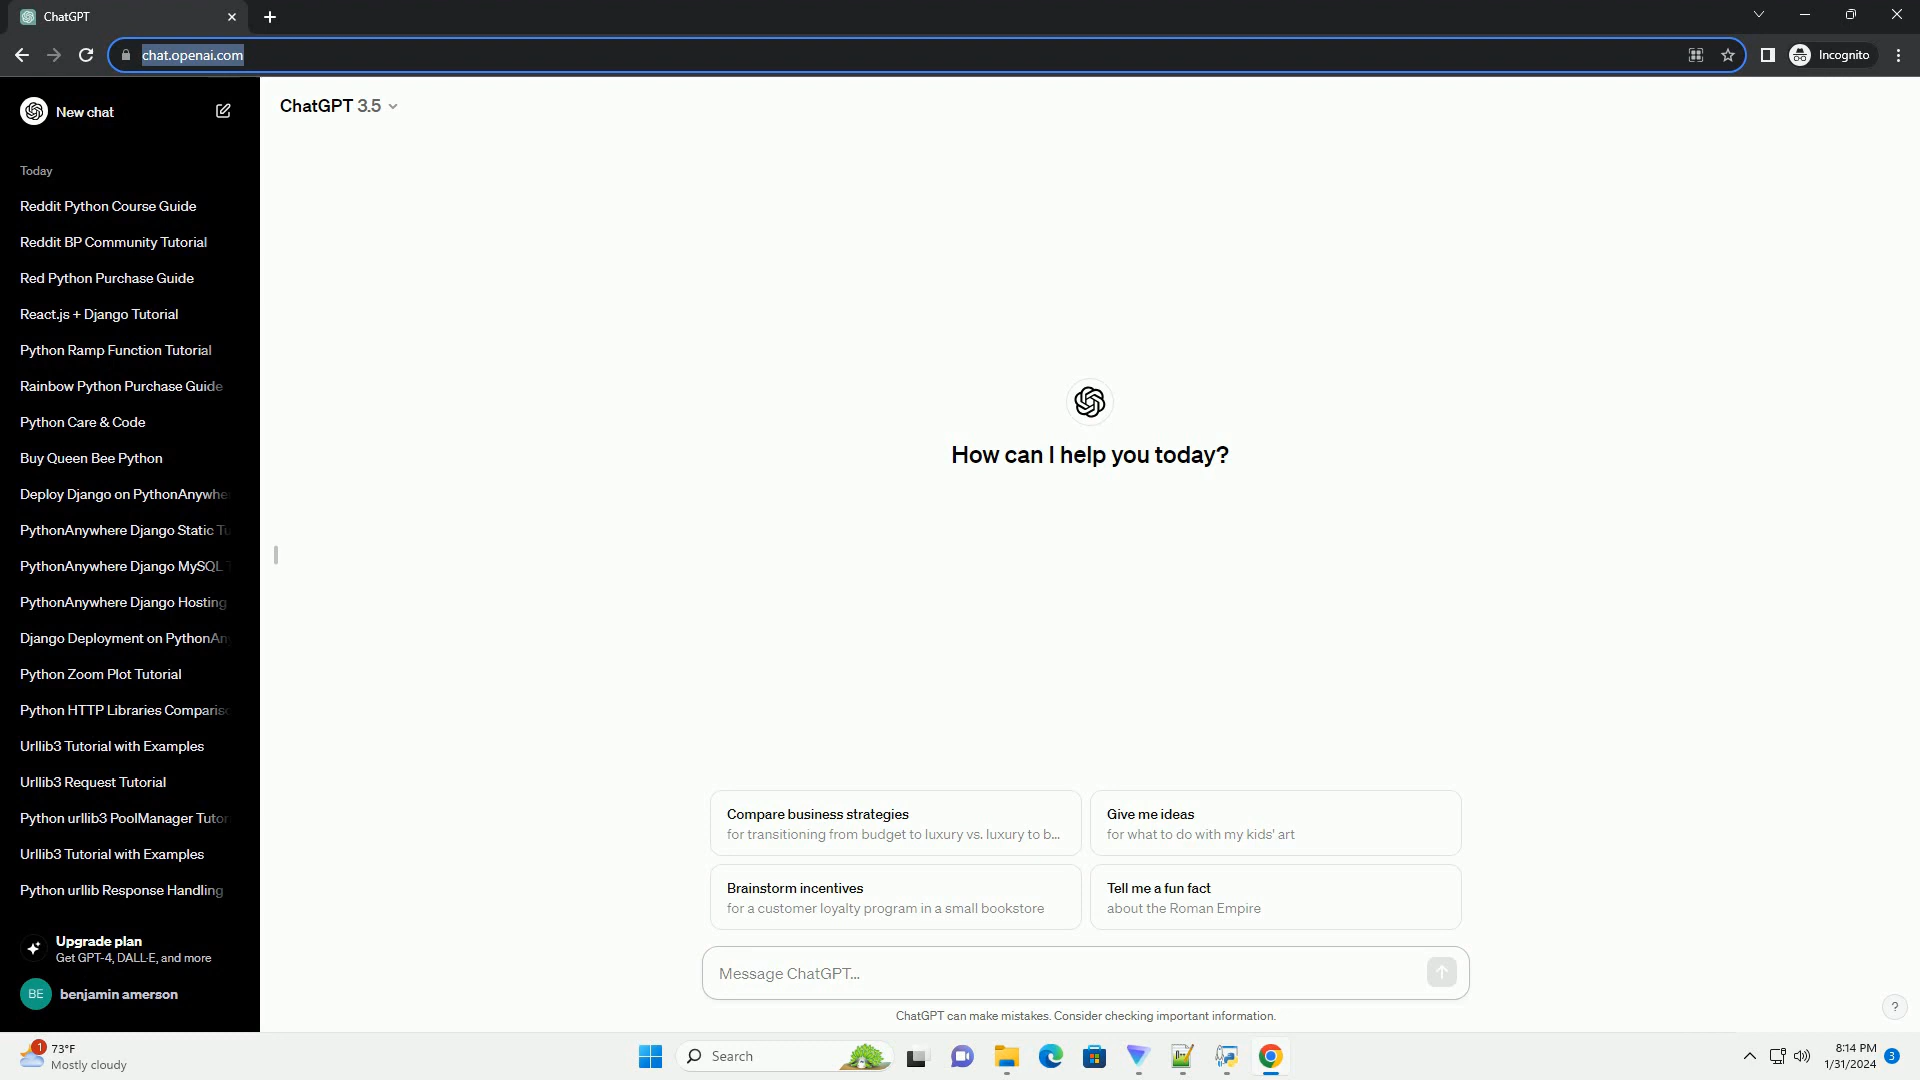 ChatGPT
chat.openai.com
Incognito
New chat
ChatGPT 3.5
Today
Reddit Python Course Guide
Reddit BP Community Tutorial
Red Python Purchase Guide
React.js + Django Tutorial
Python Ramp Function Tutorial
Rainbow Python Purchase Guide
Python Care & Code
Buy Queen Bee Python
Deploy Django on PythonAnywhe
PythonAnywhere Django Static Tu
PythonAnywhere Django MySQL T
PythonAnywhere Django Hosting
Django Deployment on PythonAn
Python Zoom Plot Tutorial
Python HTTP Libraries Comparis
Urllib3 Tutorial with Examples
Urllib3 Request Tutorial
Python urllib3 PoolManager Tutor
Urllib3 Tutorial with Examples
Python urllib Response Handling
Upgrade plan
Get GPT-4, DALL·E, and more
BE
benjamin amerson
How can I help you today?
Compare business strategies
for transitioning from budget to luxury vs. luxury to b...
Give me ideas
for what to do with my kids' art
Brainstorm incentives
for a customer loyalty program in a small bookstore
Tell me a fun fact
about the Roman Empire
Message ChatGPT...
ChatGPT can make mistakes. Consider checking important information.
?
1
73°F
Mostly cloudy
Search
8:14 PM
1/31/2024
3